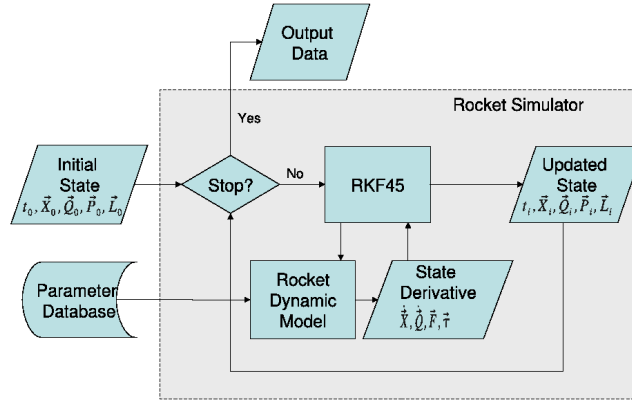 Output
Data
Rocket Simulator
Yes
Initial
State
t₀, X⃗₀, Q⃗₀, P⃗₀, L⃗₀
Stop?
No
RKF45
Updated
State
tᵢ, X⃗ᵢ, Q⃗ᵢ, P⃗ᵢ, L⃗ᵢ
Parameter
Database
Rocket
Dynamic
Model
State
Derivative
Ẋ⃗, Q̇⃗, F⃗, τ⃗